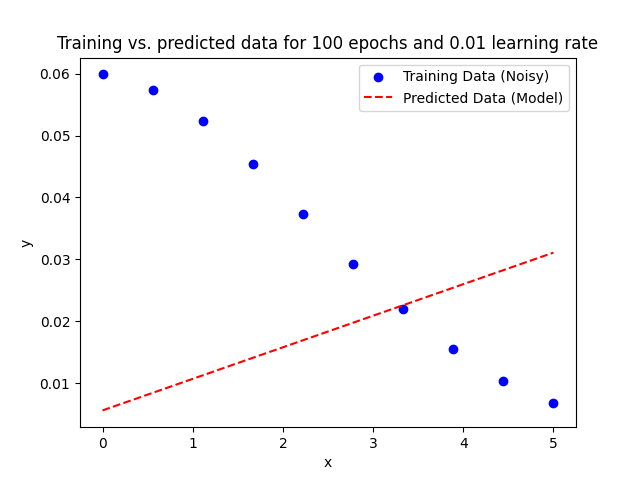 Training vs. predicted data for 100 epochs and 0.01 learning rate
Training Data (Noisy)
Predicted Data (Model)
0.06
0.05
0.04
0.03
0.02
0.01
y
0 1 2 3 4 5
x